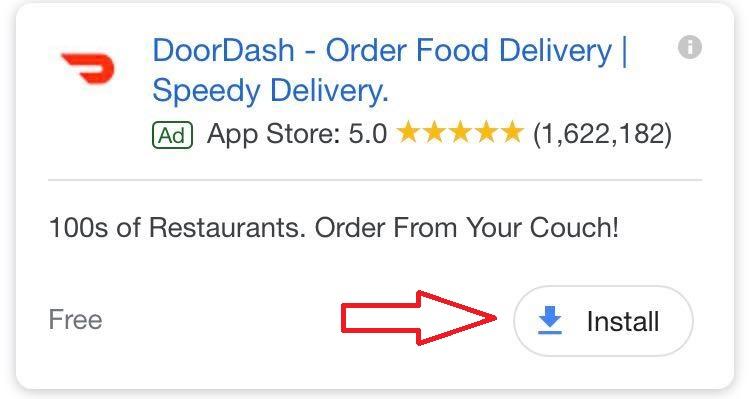 DoorDash - Order Food Delivery |
Speedy Delivery.
Ad App Store: 5.0 ★★★★★ (1,622,182)
100s of Restaurants. Order From Your Couch!
Free
Install